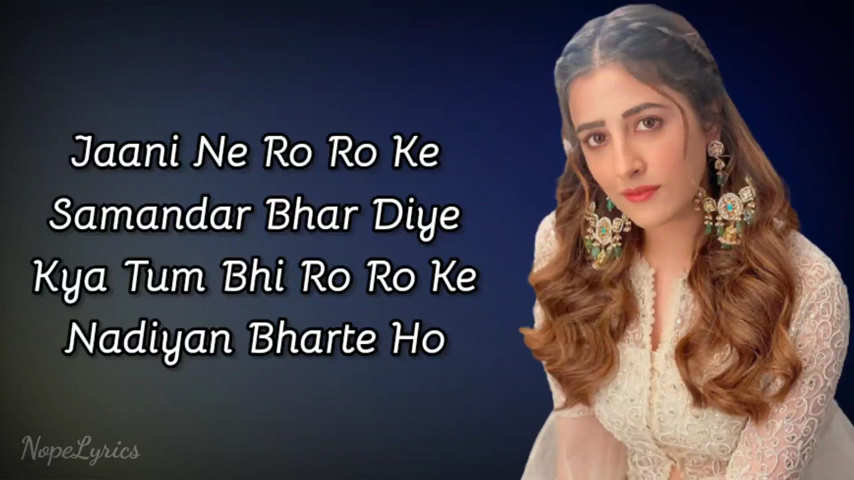 Jaani Ne Ro Ro Ke
Samandar Bhar Diye
Kya Tum Bhi Ro Ro Ke
Nadiyan Bharte Ho
NopeLyrics